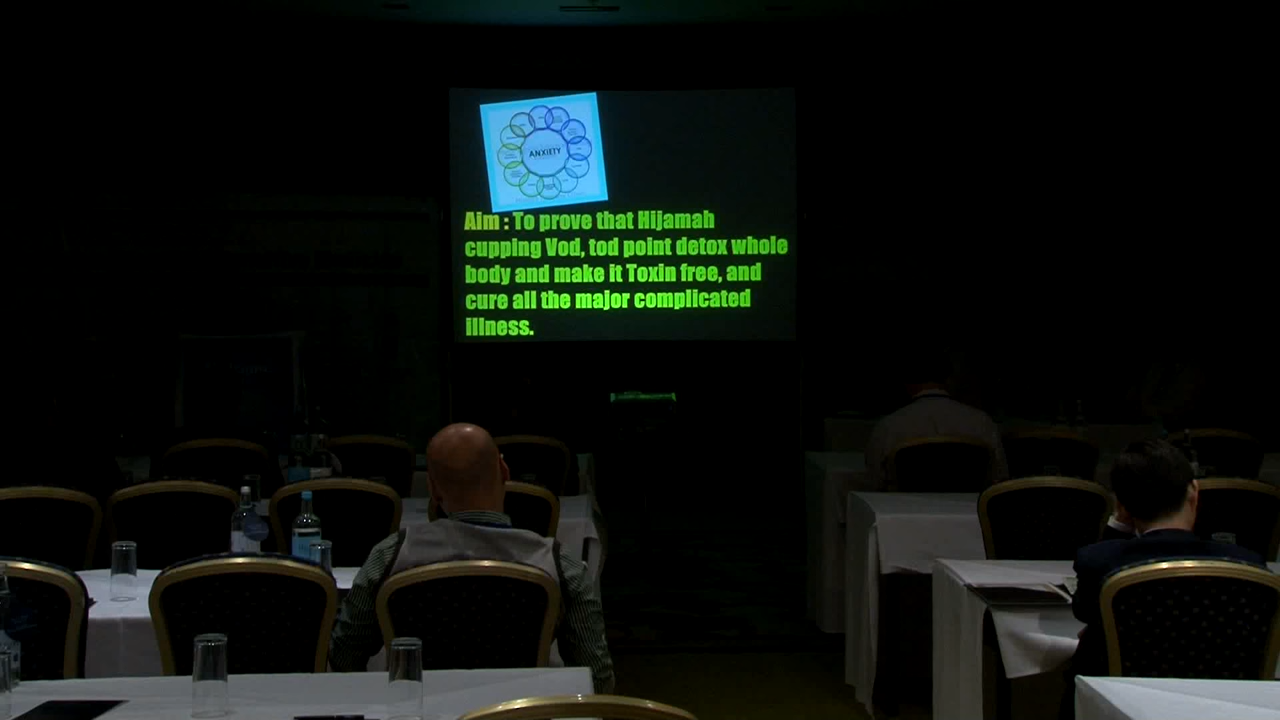 ANXIETY
Aim : To prove that Hijamah
cupping Vod, tod point detox whole
body and make it Toxin free, and
cure all the major complicated
illness.